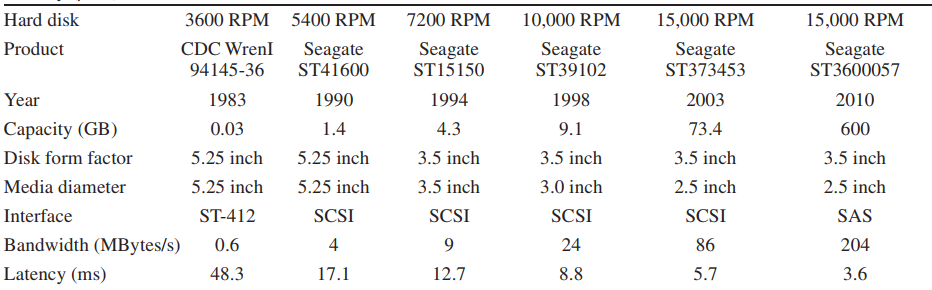 Hard disk 3600 RPM 5400 RPM 7200 RPM 10,000 RPM 15,000 RPM 15,000 RPM
Product CDC WrenI Seagate Seagate Seagate Seagate Seagate
94145-36 ST41600 ST15150 ST39102 ST373453 ST3600057
Year 1983 1990 1994 1998 2003 2010
Capacity (GB) 0.03 1.4 4.3 9.1 73.4 600
Disk form factor 5.25 inch 5.25 inch 3.5 inch 3.5 inch 3.5 inch 3.5 inch
Media diameter 5.25 inch 5.25 inch 3.5 inch 3.0 inch 2.5 inch 2.5 inch
Interface ST-412 SCSI SCSI SCSI SCSI SAS
Bandwidth (MBytes/s) 0.6 4 9 24 86 204
Latency (ms) 48.3 17.1 12.7 8.8 5.7 3.6